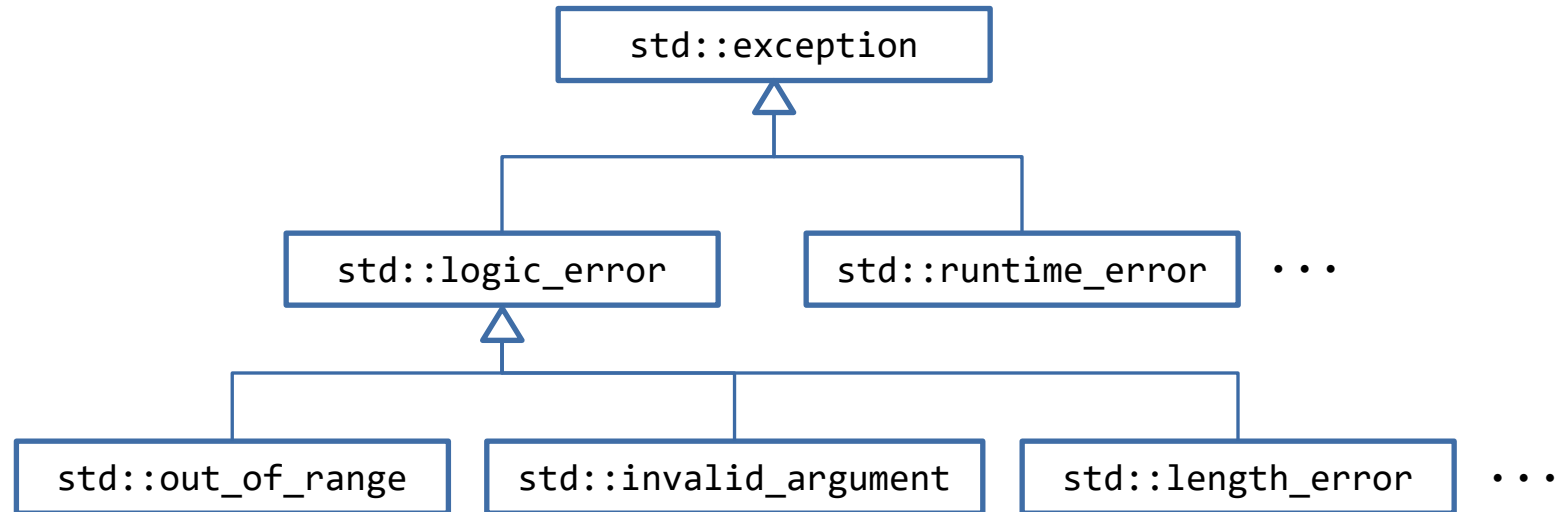 std::exception
std::logic_error
std::runtime_error
...
std::out_of_range
std::invalid_argument
std::length_error
...